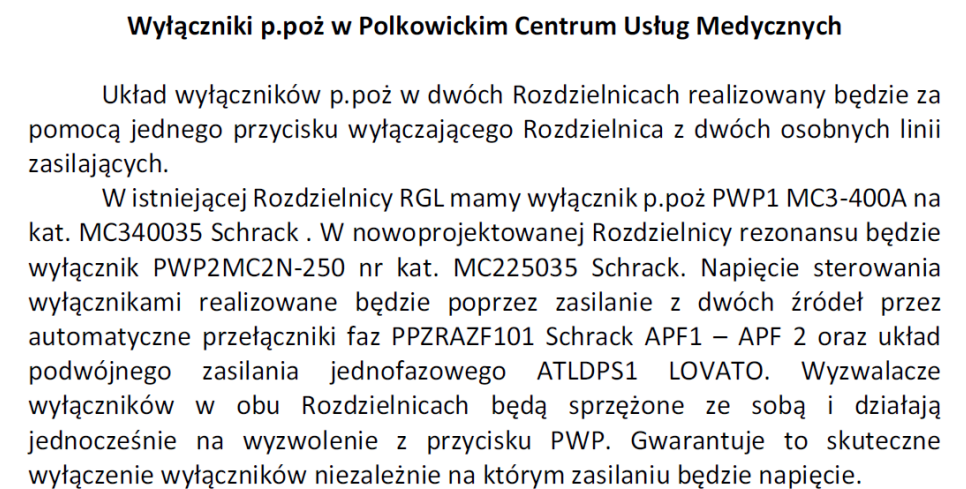 Wyłączniki p.poż w Polkowickim Centrum Usług Medycznych
Układ wyłączników p.poż w dwóch Rozdzielnicach realizowany będzie za
pomocą jednego przycisku wyłączającego Rozdzielnica z dwóch osobnych linii
zasilających.
W istniejącej Rozdzielnicy RGL mamy wyłącznik p.poż PWP1 MC3-400A na
kat. MC340035 Schrack . W nowoprojektowanej Rozdzielnicy rezonansu będzie
wyłącznik PWP2MC2N-250 nr kat. MC225035 Schrack. Napięcie sterowania
wyłącznikami realizowane będzie poprzez zasilanie z dwóch źródeł przez
automatyczne przełączniki faz PPZRAZF101 Schrack APF1 – APF 2 oraz układ
podwójnego zasilania jednofazowego ATLDPS1 LOVATO. Wyzwalacze
wyłączników w obu Rozdzielnicach będą sprzężone ze sobą i działają
jednocześnie na wyzwolenie z przycisku PWP. Gwarantuje to skuteczne
wyłączenie wyłączników niezależnie na którym zasilaniu będzie napięcie.